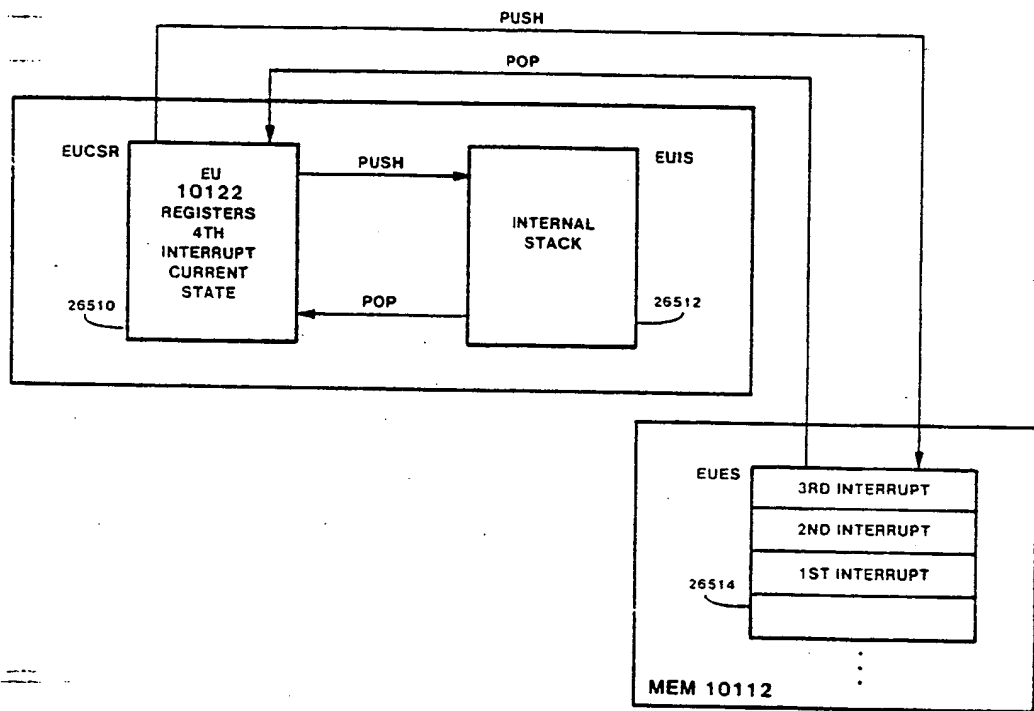 PUSH
POP
EUCSR
EU
10122
REGISTERS
4TH
INTERRUPT
CURRENT
STATE
26510
PUSH
POP
EUIS
INTERNAL
STACK
26512
EUES
3RD INTERRUPT
2ND INTERRUPT
1ST INTERRUPT
26514
MEM 10112